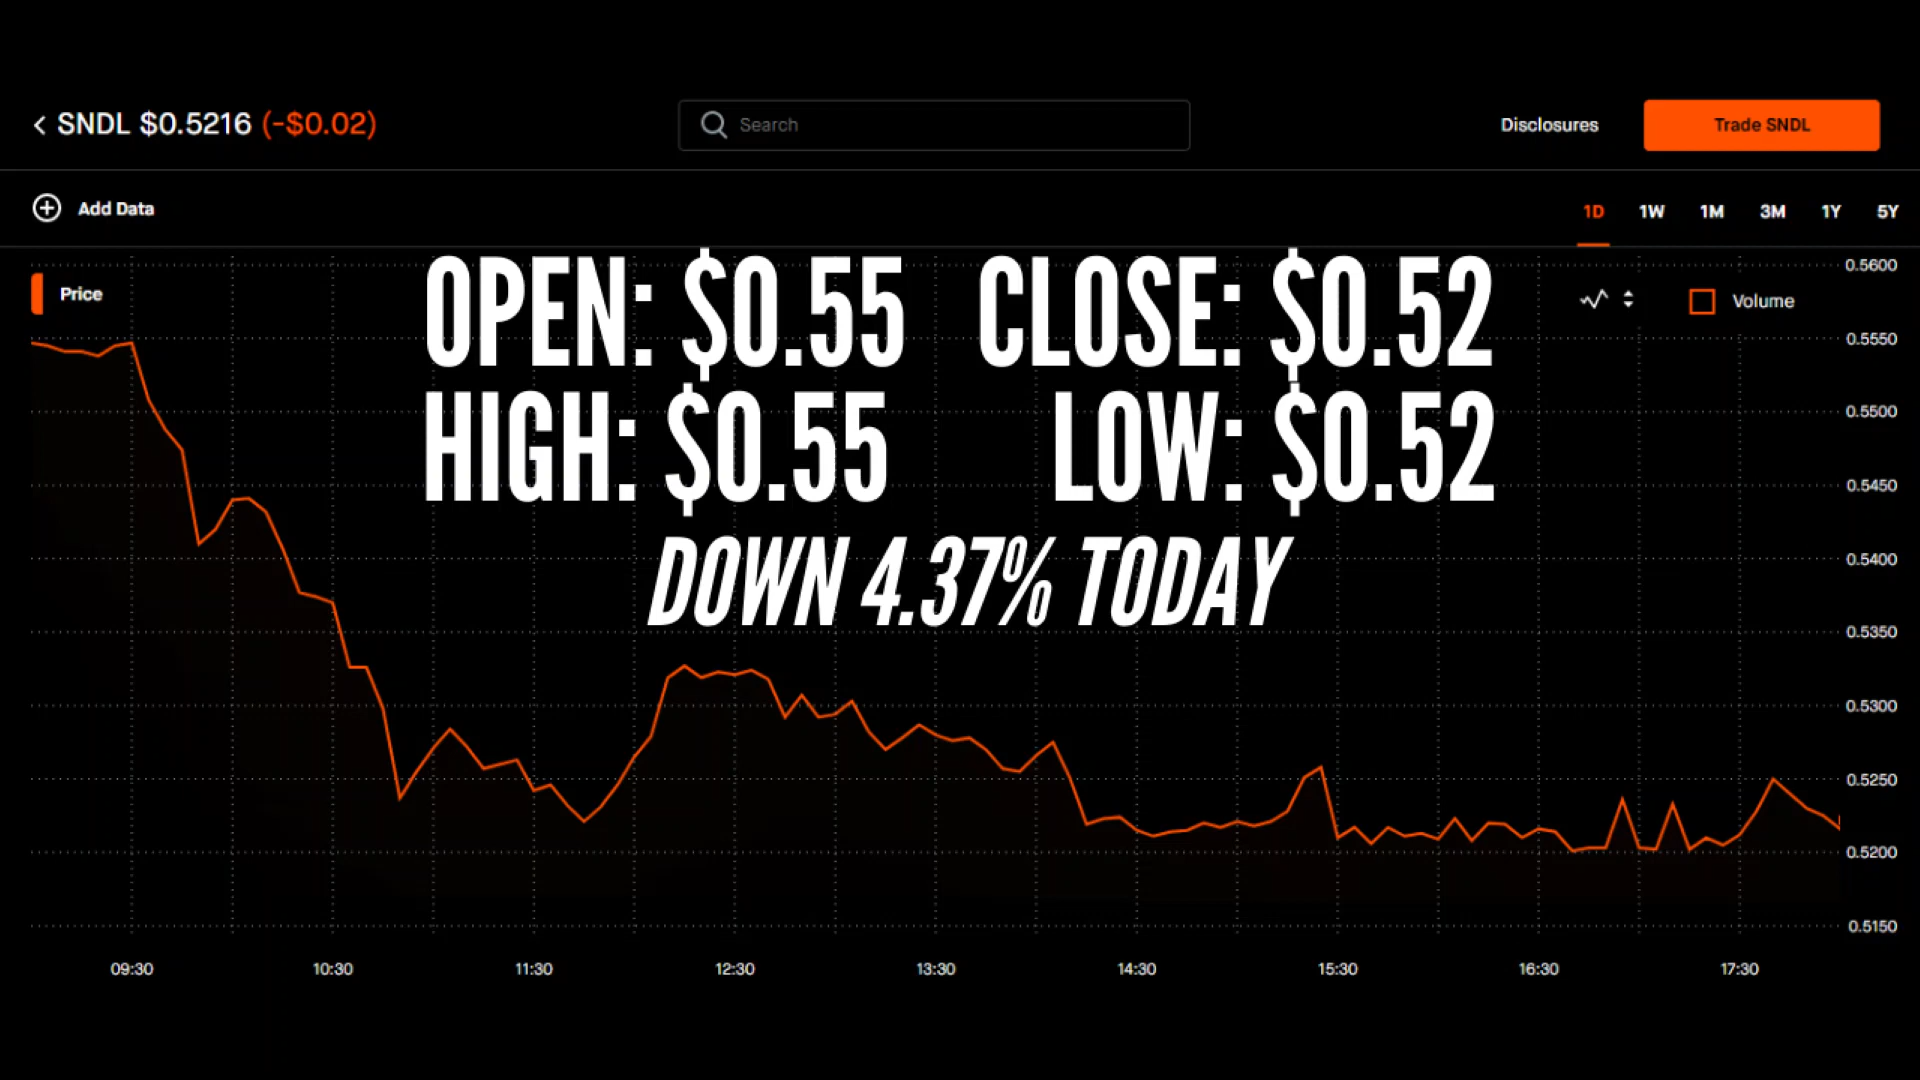 SNDL $0.5216 (-$0.02)
Search
Disclosures
Trade SNDL
Add Data
1D 1W 1M 3M 1Y 5Y
Price
OPEN: $0.55 CLOSE: $0.52
HIGH: $0.55 LOW: $0.52
DOWN 4.37% TODAY
Volume
0.5600
0.5550
0.5500
0.5450
0.5400
0.5350
0.5300
0.5250
0.5200
0.5150
09:30 10:30 11:30 12:30 13:30 14:30 15:30 16:30 17:30